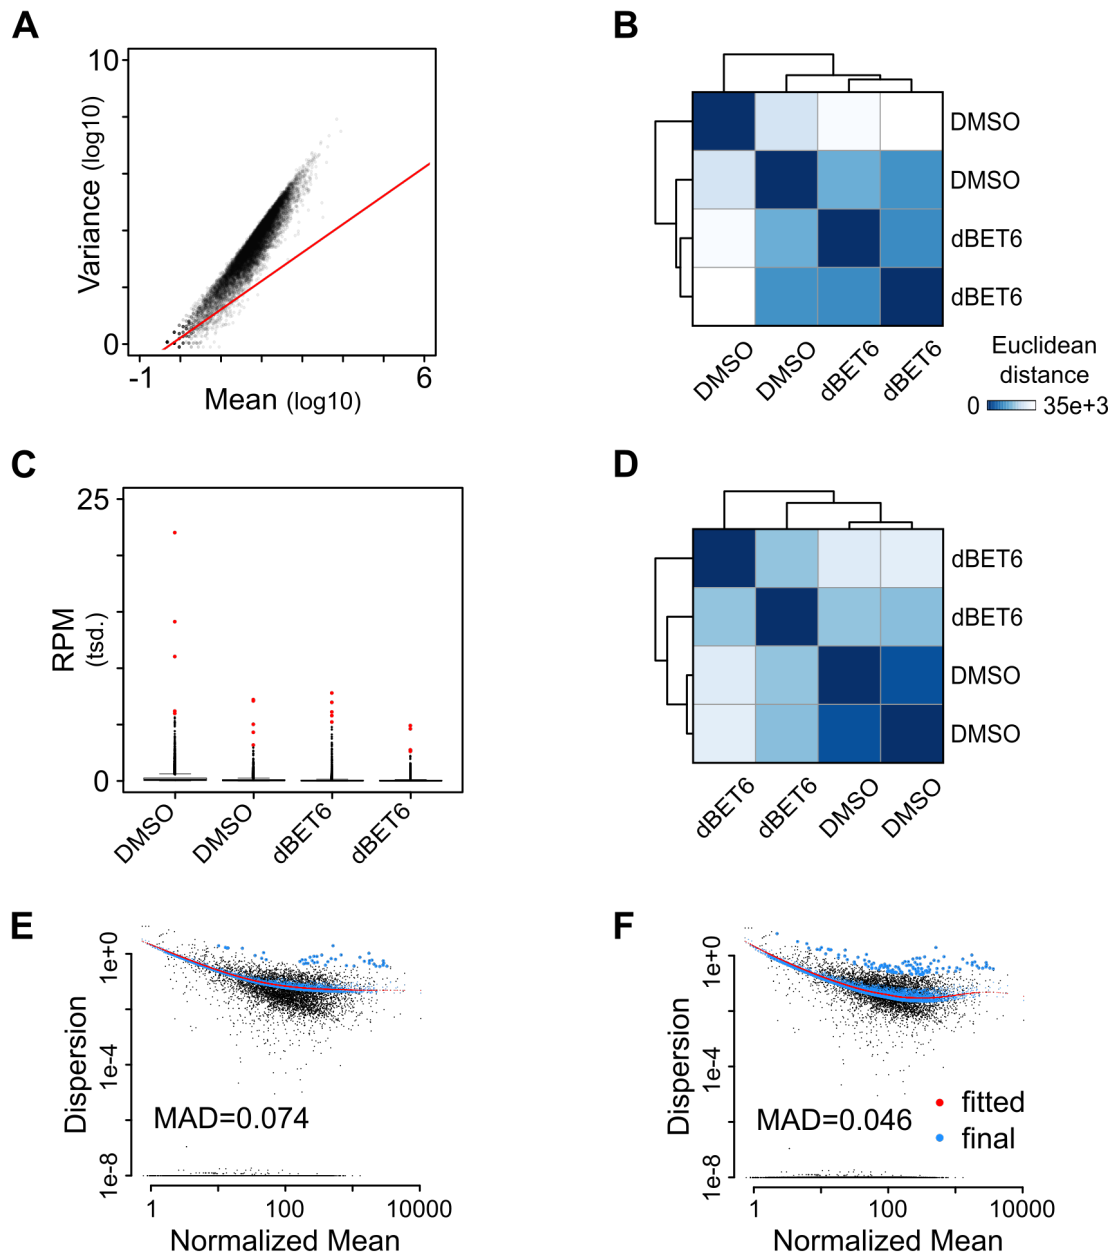 A
10
Variance (log10)
0
-1
6
Mean (log10)
B
DMSO
DMSO
dBET6
dBET6
DMSO
DMSO
dBET6
dBET6
Euclidean
distance
0
35e+3
C
25
RPM
(tsd.)
0
DMSO
DMSO
dBET6
dBET6
D
dBET6
dBET6
DMSO
DMSO
dBET6
dBET6
DMSO
DMSO
E
1e+0
Dispersion
1e-4
MAD=0.074
1e-8
1
100
10000
Normalized Mean
F
1e+0
Dispersion
1e-4
MAD=0.046
fitted
final
1e-8
1
100
10000
Normalized Mean